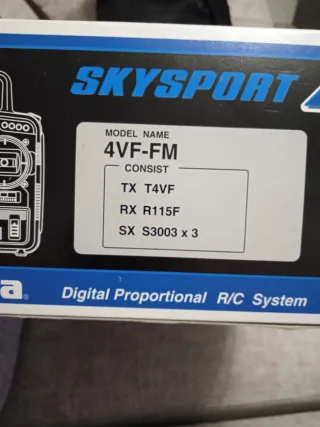 SKYSPORT
MODEL NAME
4VF-FM
CONSIST
TX T4VF
RX R115F
SX S3003 x 3
a®
Digital Proportional R/C System